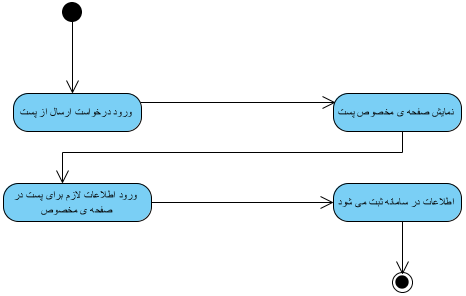 ورود درخواست ارسال از پست
نمایش صفحه ی مخصوص پست
ورود اطلاعات لازم برای پست در
صفحه ی مخصوص
اطلاعات در سامانه ثبت می شود